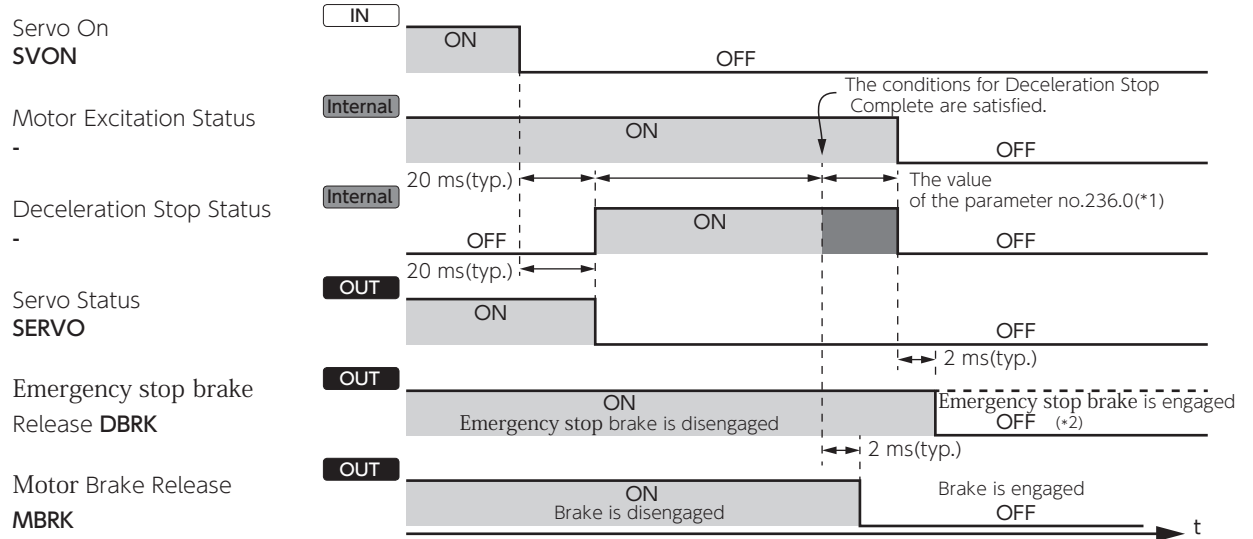 IN
Servo On
SVON
ON
OFF
The conditions for Deceleration Stop
Complete are satisfied.
Internal
Motor Excitation Status
-
ON
OFF
20 ms(typ.)
The value
of the parameter no.236.0(*1)
Internal
Deceleration Stop Status
-
OFF
ON
OFF
20 ms(typ.)
OUT
Servo Status
SERVO
ON
OFF
2 ms(typ.)
OUT
Emergency stop brake
Release DBRK
ON
Emergency stop brake is disengaged
Emergency stop brake is engaged
OFF (*2)
2 ms(typ.)
OUT
Motor Brake Release
MBRK
ON
Brake is disengaged
Brake is engaged
OFF
t